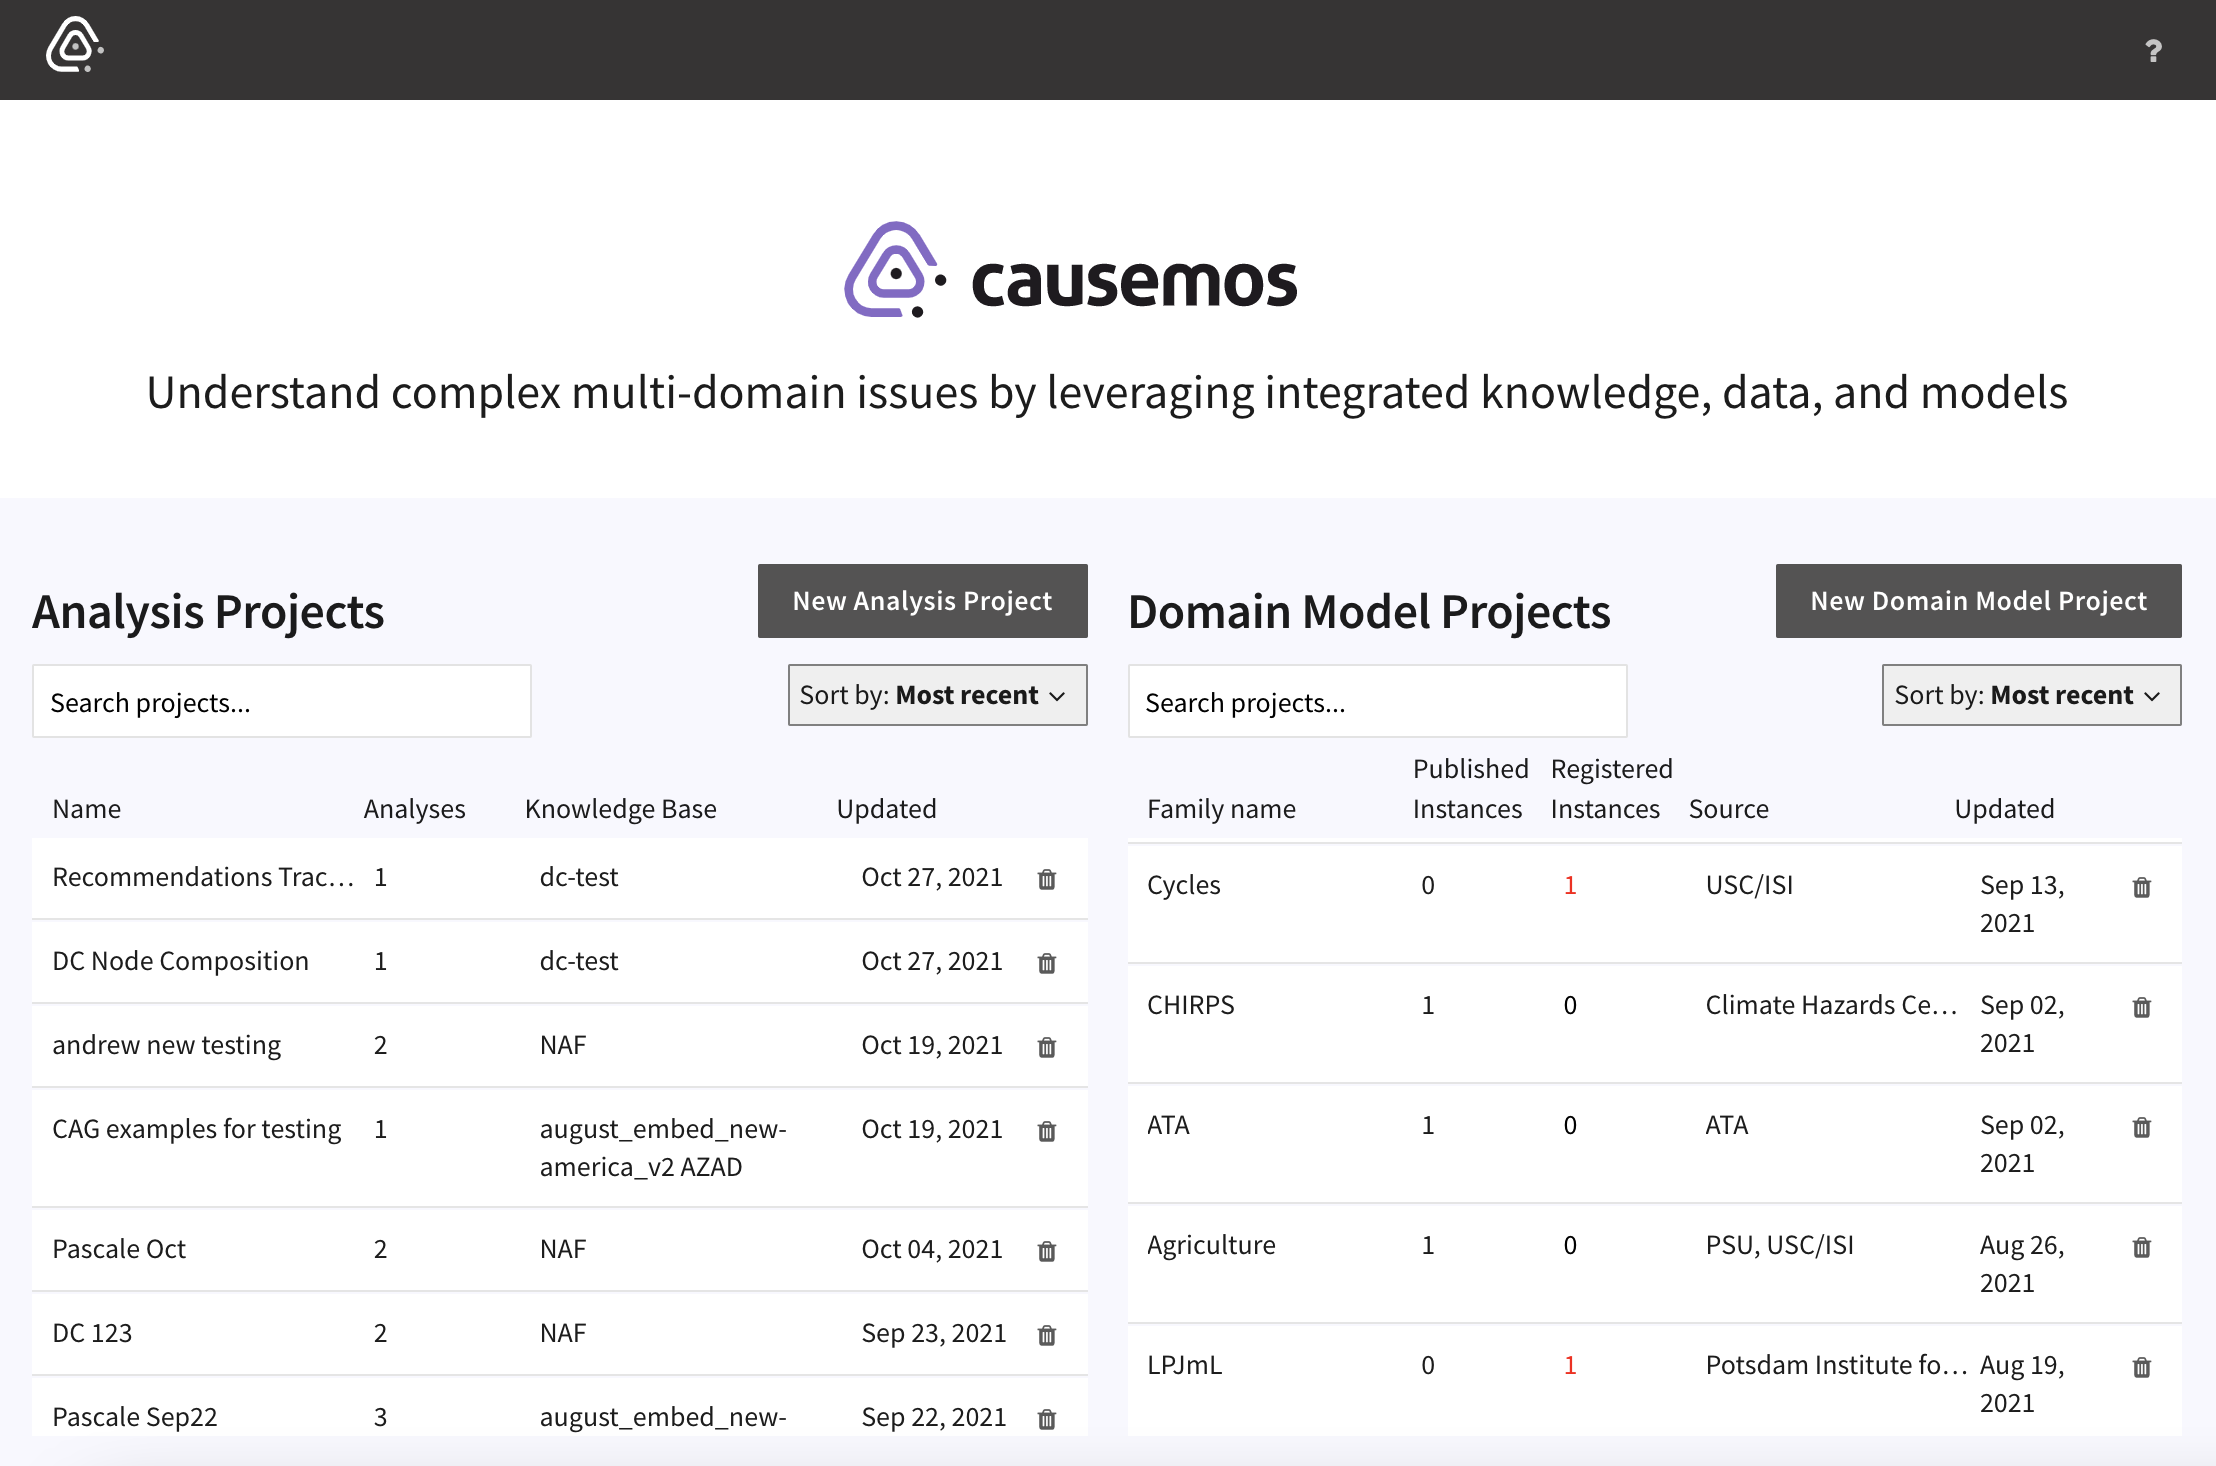 ?
causemos
Understand complex multi-domain issues by leveraging integrated knowledge, data, and models
Analysis Projects
New Analysis Project
Search projects...
Sort by: Most recent
Name Analyses Knowledge Base Updated
Recommendations Trac... 1 dc-test Oct 27, 2021
DC Node Composition 1 dc-test Oct 27, 2021
andrew new testing 2 NAF Oct 19, 2021
CAG examples for testing 1 august_embed_new- Oct 19, 2021
america_v2 AZAD
Pascale Oct 2 NAF Oct 04, 2021
DC 123 2 NAF Sep 23, 2021
Pascale Sep22 3 august_embed_new- Sep 22, 2021
Domain Model Projects
New Domain Model Project
Search projects...
Sort by: Most recent
Published Registered
Family name Instances Instances Source Updated
Cycles 0 1 USC/ISI Sep 13,
2021
CHIRPS 1 0 Climate Hazards Ce... Sep 02,
2021
ATA 1 0 ATA Sep 02,
2021
Agriculture 1 0 PSU, USC/ISI Aug 26,
2021
LPJmL 0 1 Potsdam Institute fo... Aug 19,
2021